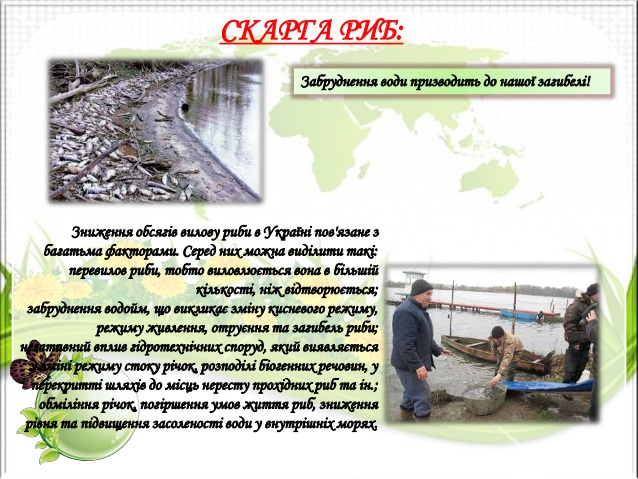 СКАРГА РИБ:
Забруднення води призводить до нашої загибелі!
Зниження обсягів вилову риби в Україні пов'язане з
багатьма факторами. Серед них можна виділити такі:
перевилов риби, тобто виловлюється вона в більшій
кількості, ніж відтворюється;
забруднення водойм, що викликає зміну кисневого режиму,
режиму живлення, отруєння та загибель риби;
негативний вплив гідротехнічних споруд, який виявляється
у зміні режиму стоку річок, розподілі біогенних речовин, у
перекритті шляхів до місць нересту прохідних риб та ін.;
обміління річок, погіршення умов життя риб, зниження
рівня та підвищення засоленості води у внутрішніх морях.